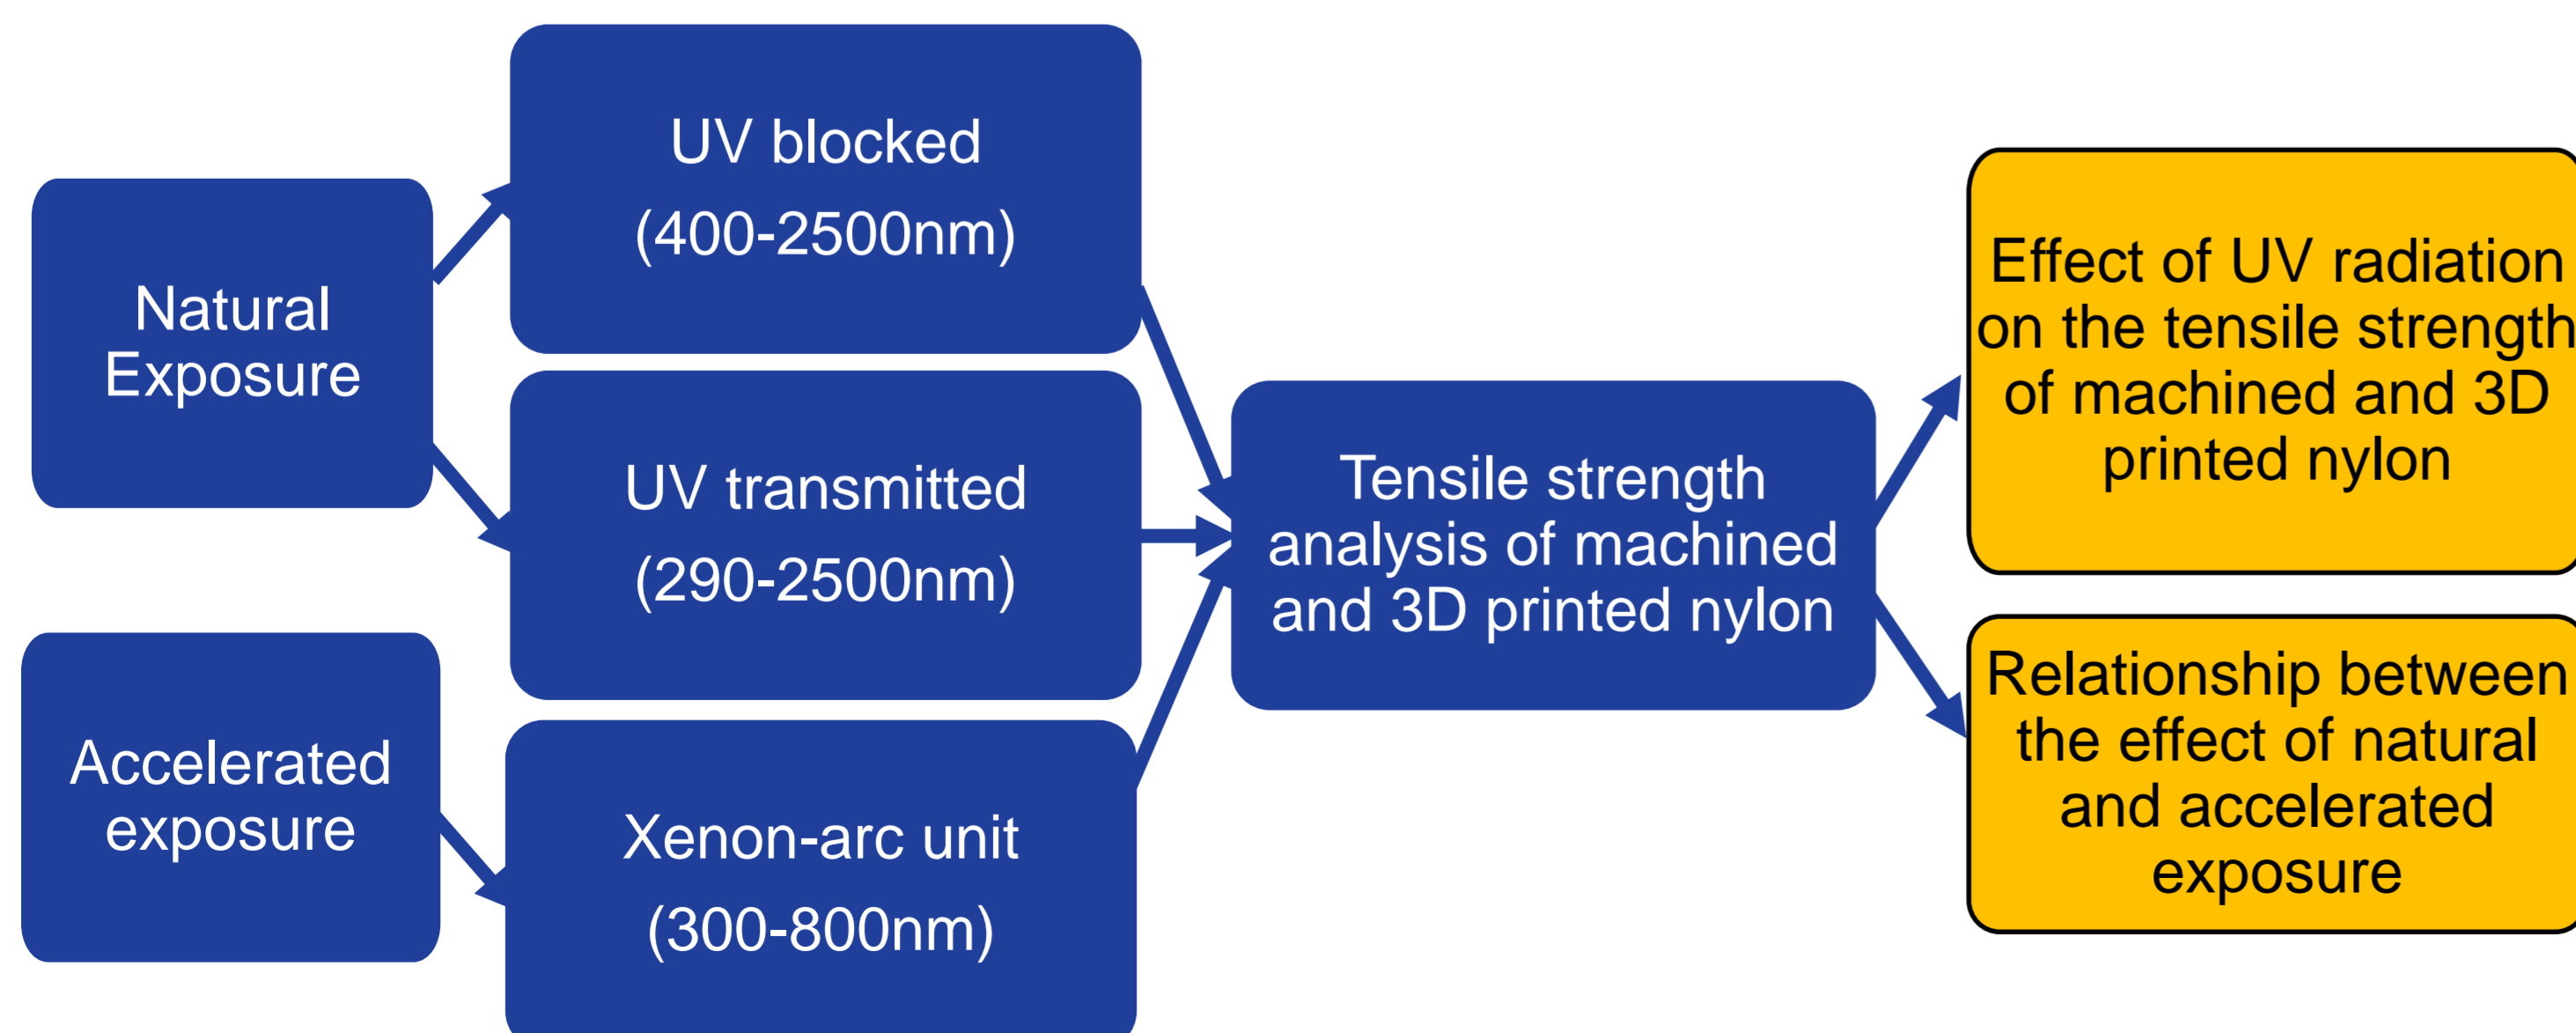 Natural
Exposure
UV blocked
(400-2500nm)
UV transmitted
(290-2500nm)
Accelerated
exposure
Xenon-arc unit
(300-800nm)
Tensile strength
analysis of machined
and 3D printed nylon
Effect of UV radiation
on the tensile strength
of machined and 3D
printed nylon
Relationship between
the effect of natural
and accelerated
exposure